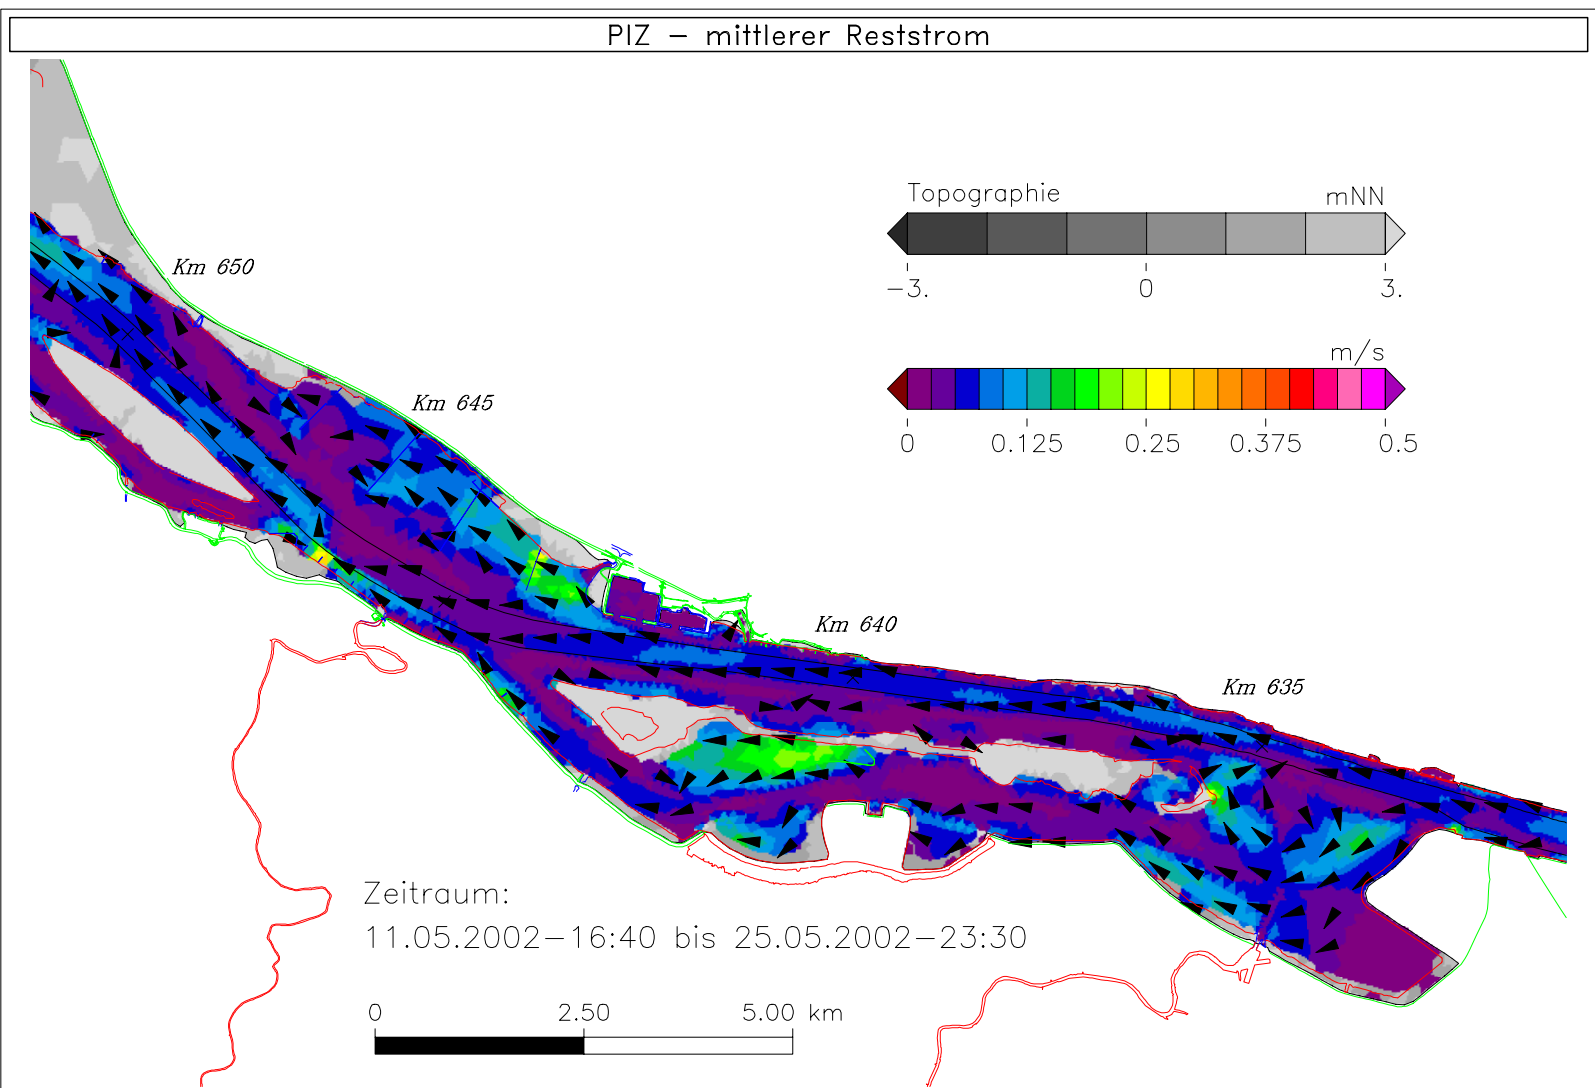 PIZ – mittlerer Reststrom
Topographie mNN
−3. 0 3.
Km 650
m/s
Km 645
0 0.125 0.25 0.375 0.5
Km 640
Km 635
Zeitraum:
11.05.2002−16:40 bis 25.05.2002−23:30
0 2.50 5.00 km